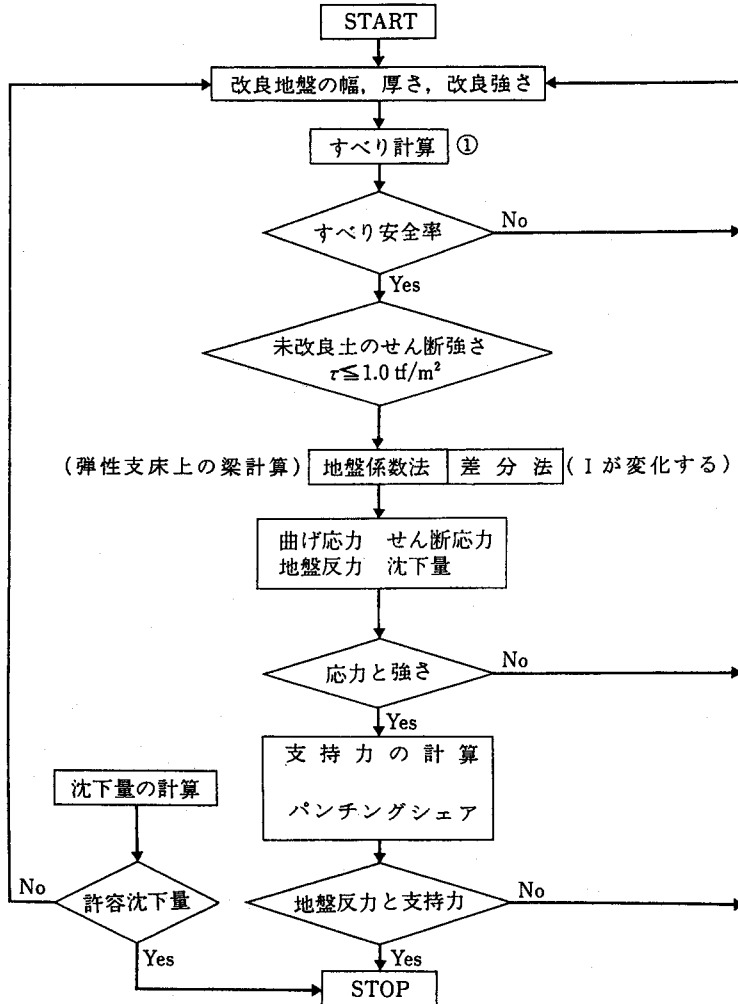 START
改良地盤の幅，厚さ，改良強さ
すべり計算 ①
すべり安全率
No
Yes
未改良土のせん断強さ
τ≦1.0 tf/m²
(弾性支床上の梁計算) 地盤係数法 差分法 (Iが変化する)
曲げ応力 せん断応力
地盤反力 沈下量
応力と強さ
No
Yes
支持力の計算
パンチングシェア
沈下量の計算
No
許容沈下量
Yes
地盤反力と支持力
No
Yes
STOP